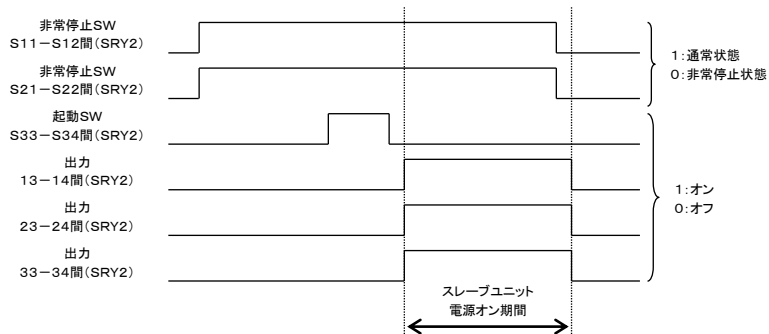 非常停止SW
S11－S12間(SRY2)
非常停止SW
S21－S22間(SRY2)
起動SW
S33－S34間(SRY2)
出力
13－14間(SRY2)
出力
23－24間(SRY2)
出力
33－34間(SRY2)
1:通常状態
0:非常停止状態
1:オン
0:オフ
スレーブユニット
電源オン期間